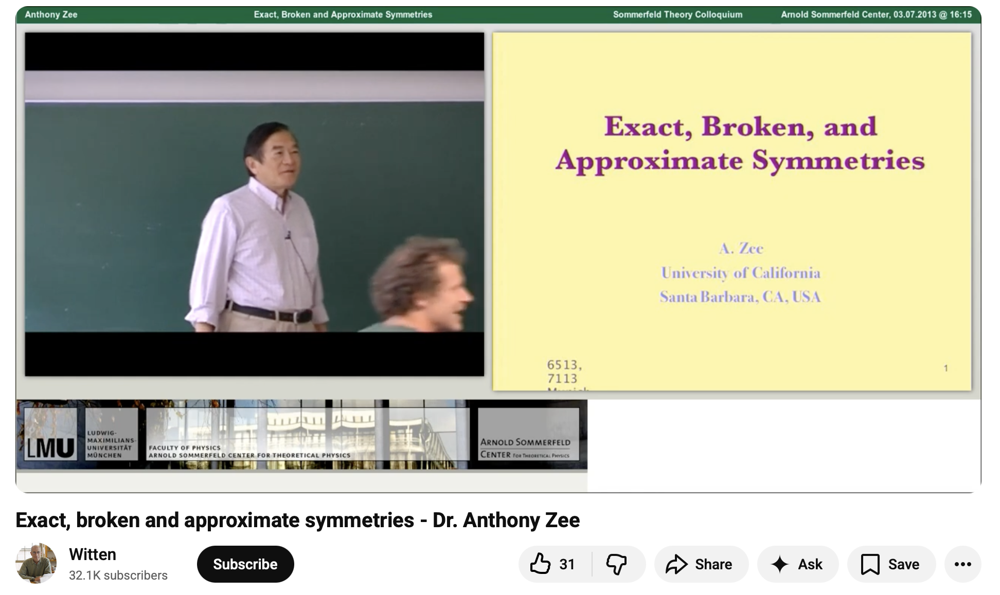 Anthony Zee
Exact, Broken and Approximate Symmetries
Sommerfeld Theory Colloquium
Arnold Sommerfeld Center, 03.07.2013 @ 16:15
Exact, Broken, and
Approximate Symmetries
A. Zee
University of California
Santa Barbara, CA, USA
6513,
7113
1
LMU
LUDWIG-
MAXIMILIANS-
UNIVERSITÄT
MÜNCHEN
FACULTY OF PHYSICS
ARNOLD SOMMERFELD CENTER FOR THEORETICAL PHYSICS
ARNOLD SOMMERFELD
CENTER FOR THEORETICAL PHYSICS
Exact, broken and approximate symmetries - Dr. Anthony Zee
Witten
32.1K subscribers
Subscribe
31
Share
Ask
Save